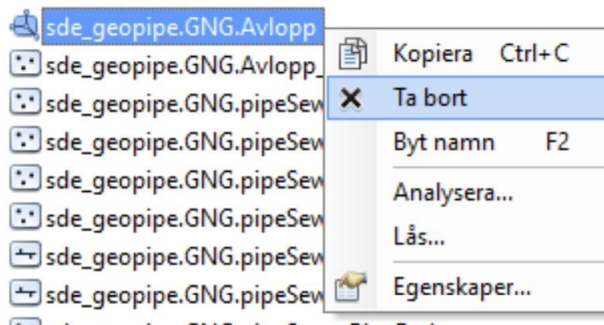 sde_geopipe.GNG.Avlopp
sde_geopipe.GNG.Avlopp_
sde_geopipe.GNG.pipeSew
sde_geopipe.GNG.pipeSew
sde_geopipe.GNG.pipeSew
sde_geopipe.GNG.pipeSew
sde_geopipe.GNG.pipeSew
sde_geopipe.GNG.pipeSew
Kopiera Ctrl+C
Ta bort
Byt namn F2
Analysera...
Lås...
Egenskaper...